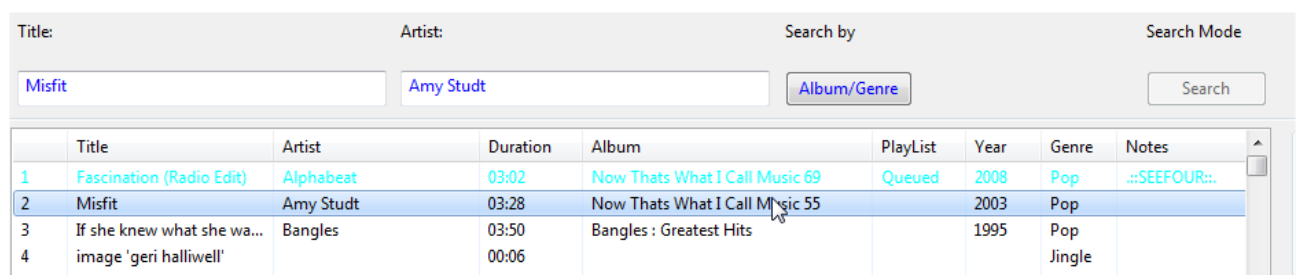 Title: Artist: Search by Search Mode
Misfit Amy Studt Album/Genre Search
Title Artist Duration Album PlayList Year Genre Notes
1 Fascination (Radio Edit) Alphabeat 03:02 Now Thats What I Call Music 69 Queued 2008 Pop .::SEEFOUR::.
2 Misfit Amy Studt 03:28 Now Thats What I Call Music 55 2003 Pop
3 If she knew what she wa... Bangles 03:50 Bangles : Greatest Hits 1995 Pop
4 image 'geri halliwell' 00:06 Jingle